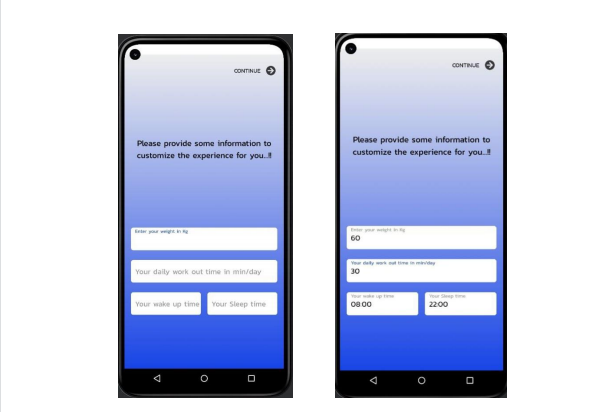 CONTINUE
Please provide some information to
customize the experience for you...!!
Enter your weight in Kg
Your daily work out time in min/day
Your wake up time
Your Sleep time
CONTINUE
Please provide some information to
customize the experience for you...!!
Enter your weight in Kg
60
Your daily work out time in min/day
30
Your wake up time
08:00
Your Sleep time
22:00